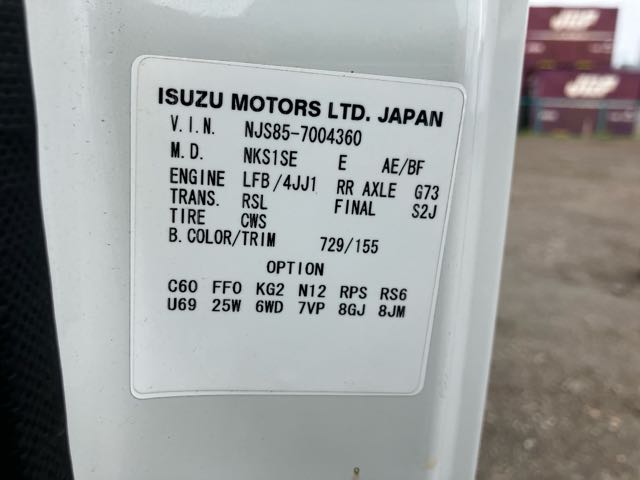 ISUZU MOTORS LTD. JAPAN
V.I.N. NJS85-7004360
M.D. NKS1SE E AE/BF
ENGINE LFB/4JJ1 RR AXLE G73
TRANS. RSL FINAL S2J
TIRE CWS
B.COLOR/TRIM 729/155
OPTION
C60 FF0 KG2 N12 RPS RS6
U69 25W 6WD 7VP 8GJ 8JM